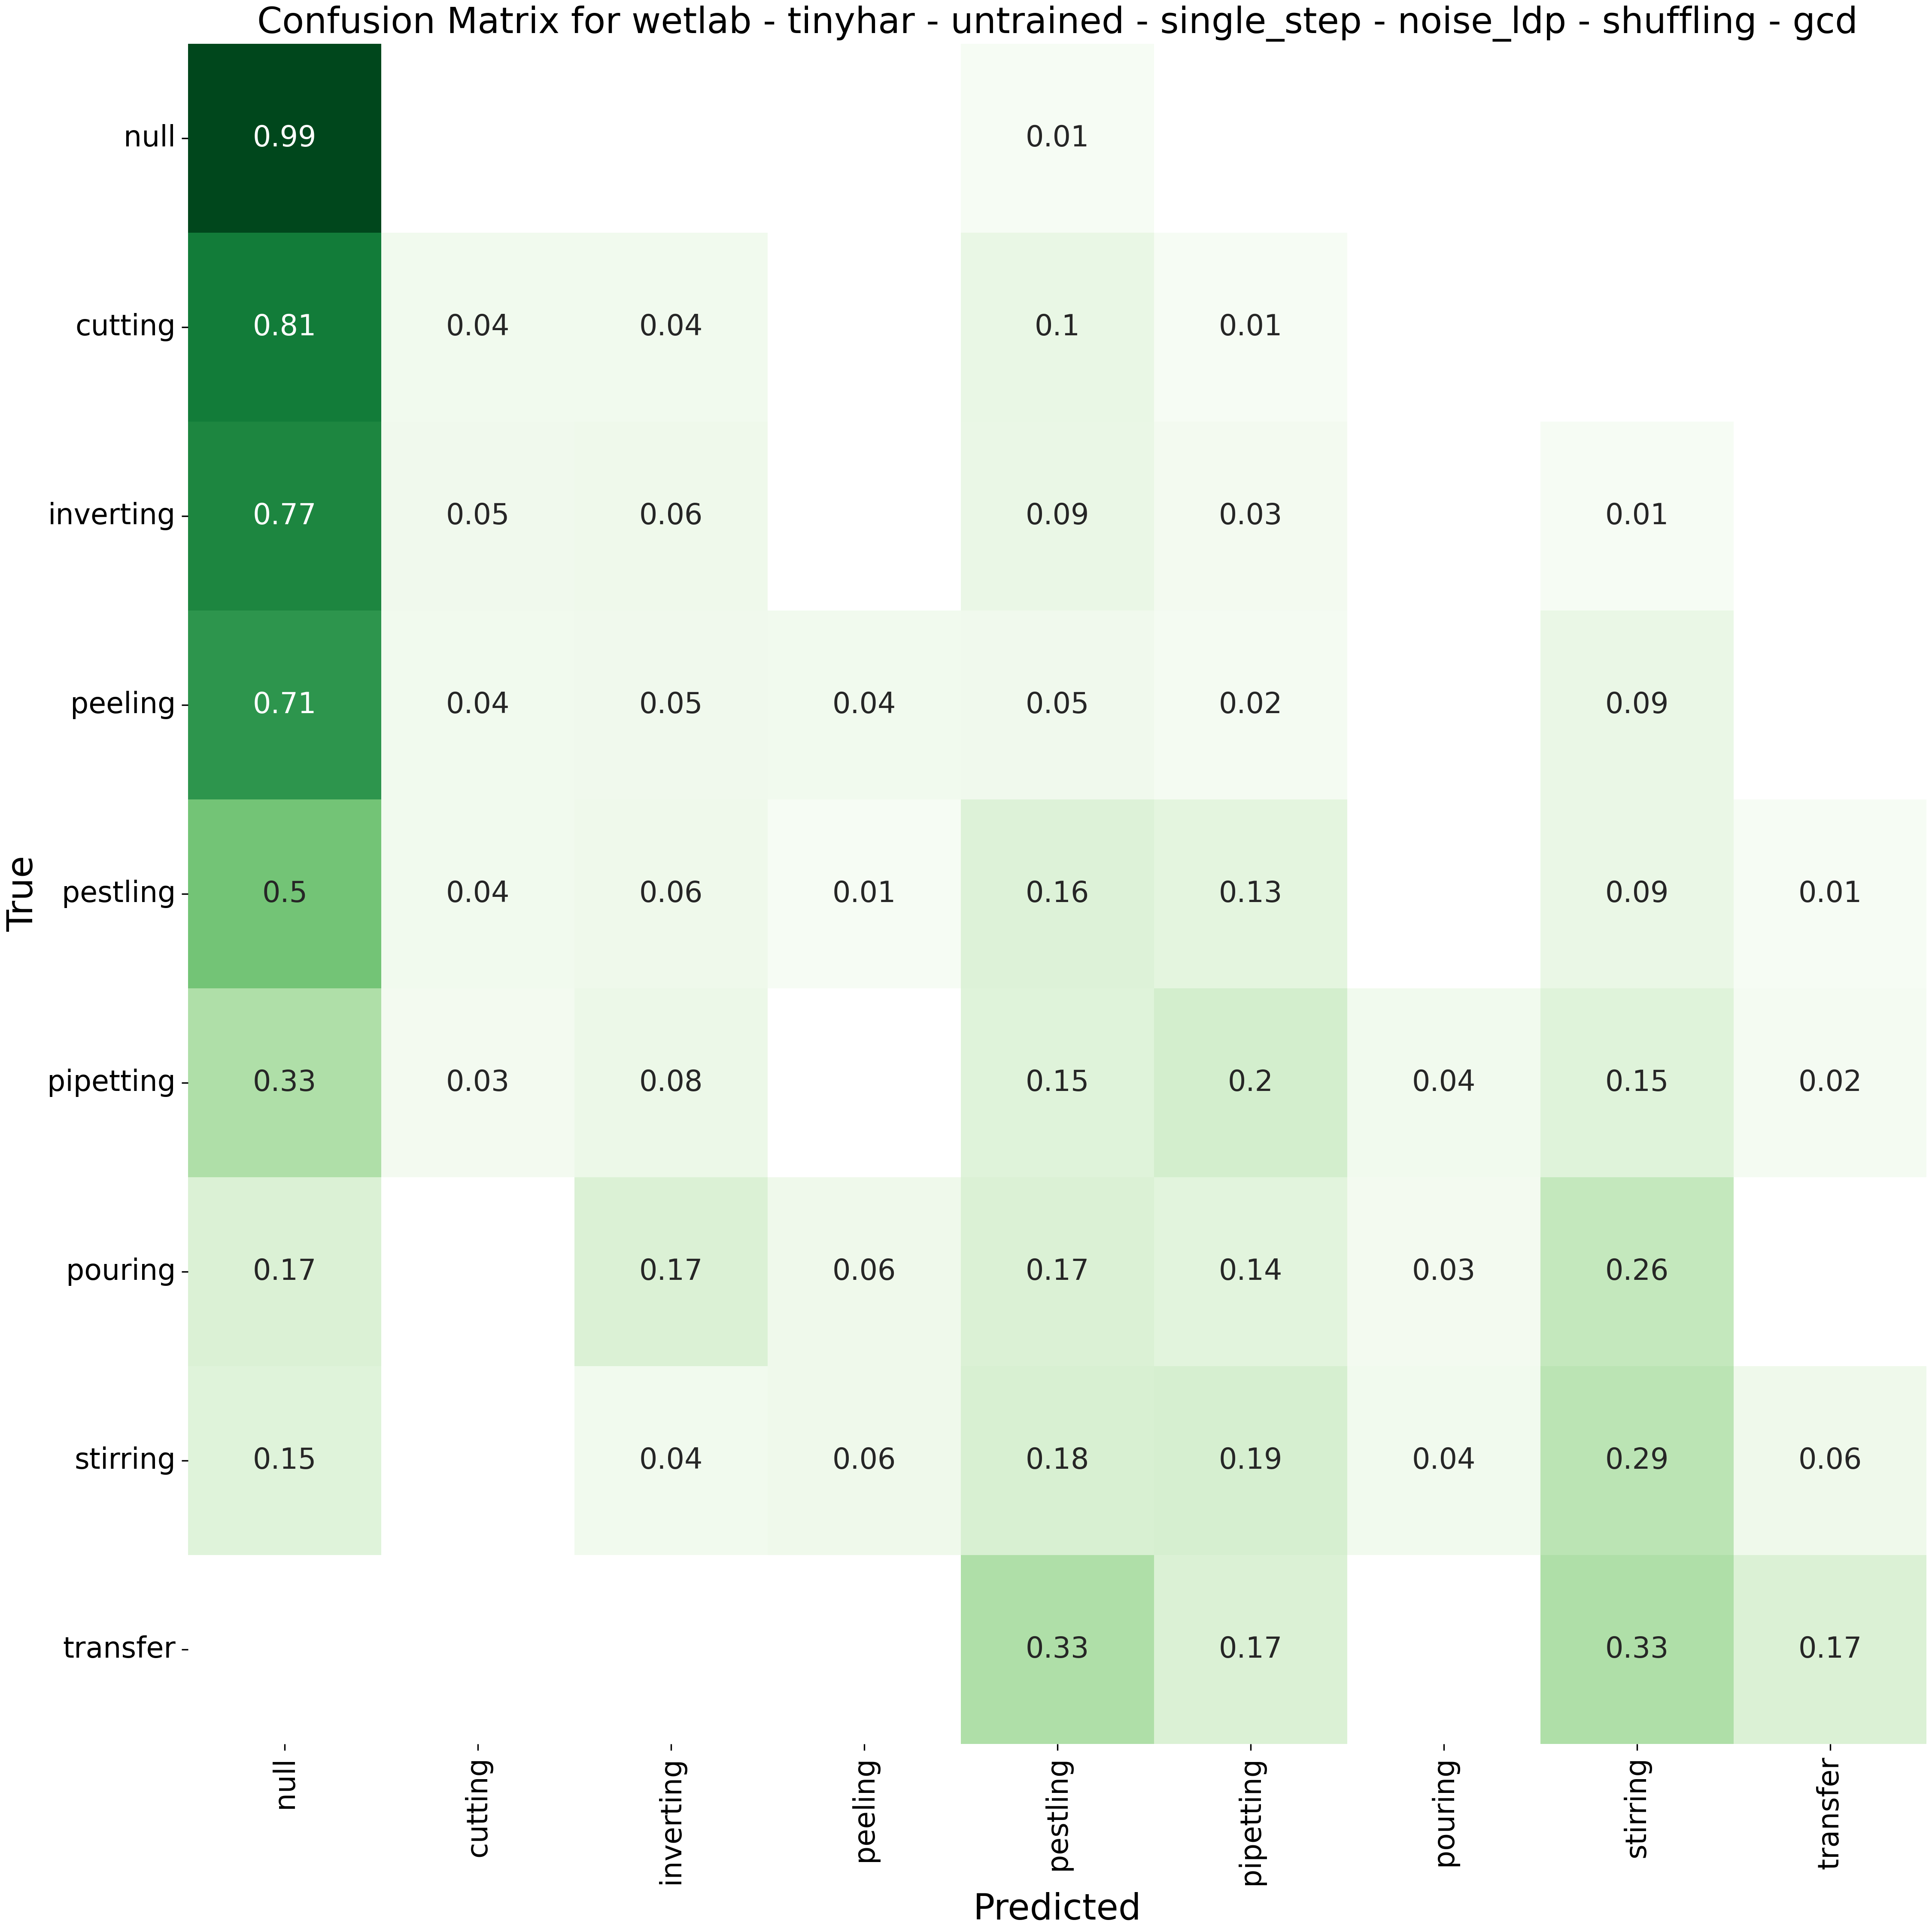 Confusion Matrix for wetlab - tinyhar - untrained - single_step - noise_ldp - shuffling - gcd
null 0.99 0.01
cutting 0.81 0.04 0.04 0.1 0.01
inverting 0.77 0.05 0.06 0.09 0.03 0.01
peeling 0.71 0.04 0.05 0.04 0.05 0.02 0.09
pestling 0.5 0.04 0.06 0.01 0.16 0.13 0.09 0.01
pipetting 0.33 0.03 0.08 0.15 0.2 0.04 0.15 0.02
pouring 0.17 0.17 0.06 0.17 0.14 0.03 0.26
stirring 0.15 0.04 0.06 0.18 0.19 0.04 0.29 0.06
transfer 0.33 0.17 0.33 0.17
True
null cutting inverting peeling pestling pipetting pouring stirring transfer
Predicted